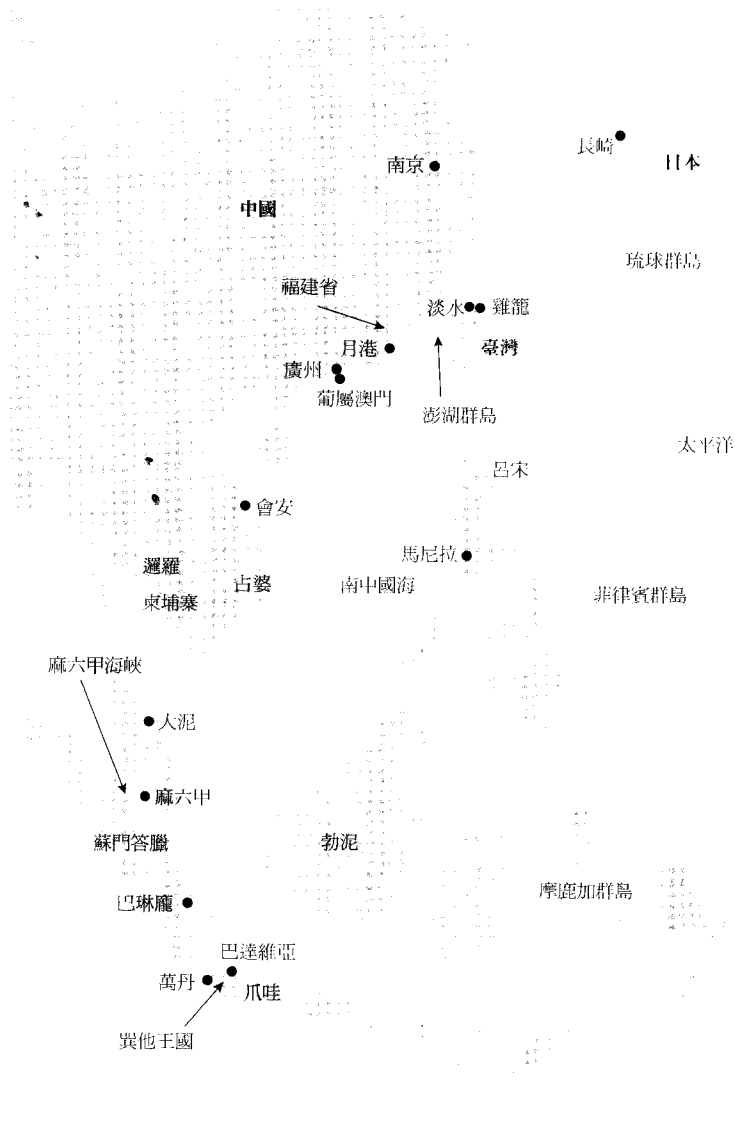 長崎
日本
南京
中國
琉球群島
福建省
淡水
雞籠
月港
臺灣
廣州
葡屬澳門
澎湖群島
太平洋
呂宋
會安
馬尼拉
暹羅
占婆
南中國海
柬埔寨
菲律賓群島
麻六甲海峽
大泥
麻六甲
蘇門答臘
勃泥
摩鹿加群島
巴琳龐
巴達維亞
萬丹
爪哇
巽他王國